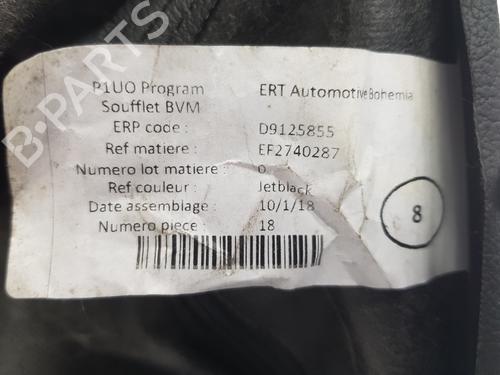 P1UO Program ERT Automotive Bohemia
Soufflet BVM
ERP code : D9125855
Ref matiere : EF2740287
Numero lot matiere : 0
Ref couleur : Jetblack
Date assemblage : 10/1/18
Numero piece : 18
8
B-PARTS